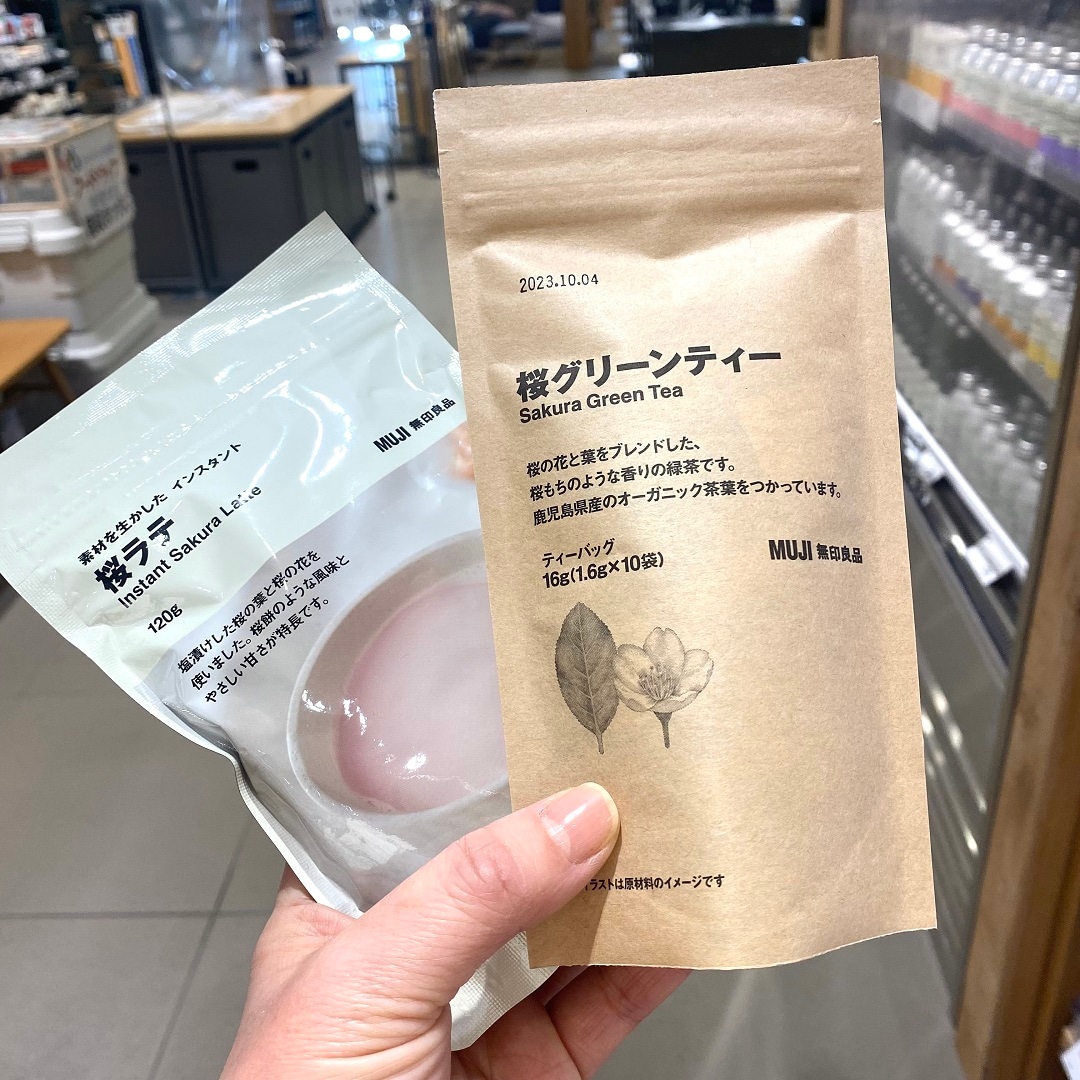 素材を生かした インスタント
桜ラテ
Instant Sakura Latte
120g
MUJI 無印良品
塩漬けした桜の葉と桜の花を
使いました。桜餅のような風味と
やさしい甘さが特長です。
2023.10.04
桜グリーンティー
Sakura Green Tea
桜の花と葉をブレンドした、
桜もちのような香りの緑茶です。
鹿児島県産のオーガニック茶葉をつかっています。
ティーバッグ
16g(1.6g×10袋)
MUJI 無印良品
ラストは原材料のイメージです